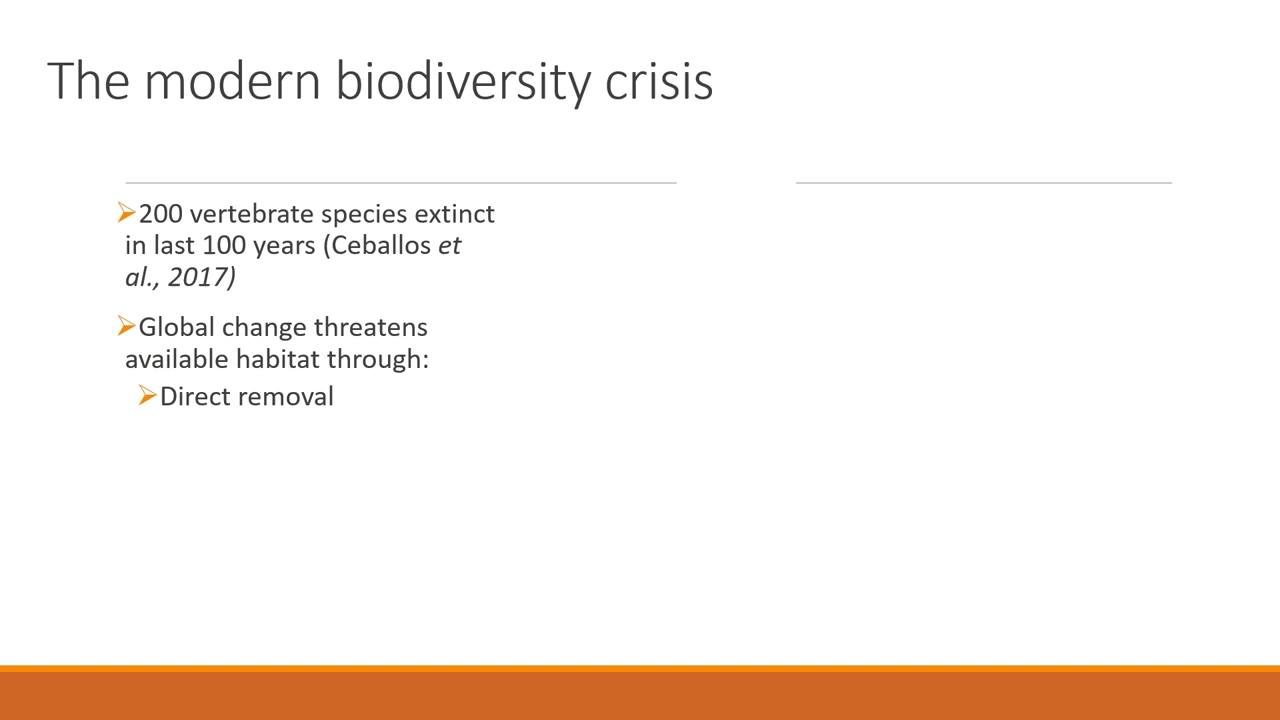 The modern biodiversity crisis
200 vertebrate species extinct
in last 100 years (Ceballos et
al., 2017)
Global change threatens
available habitat through:
Direct removal